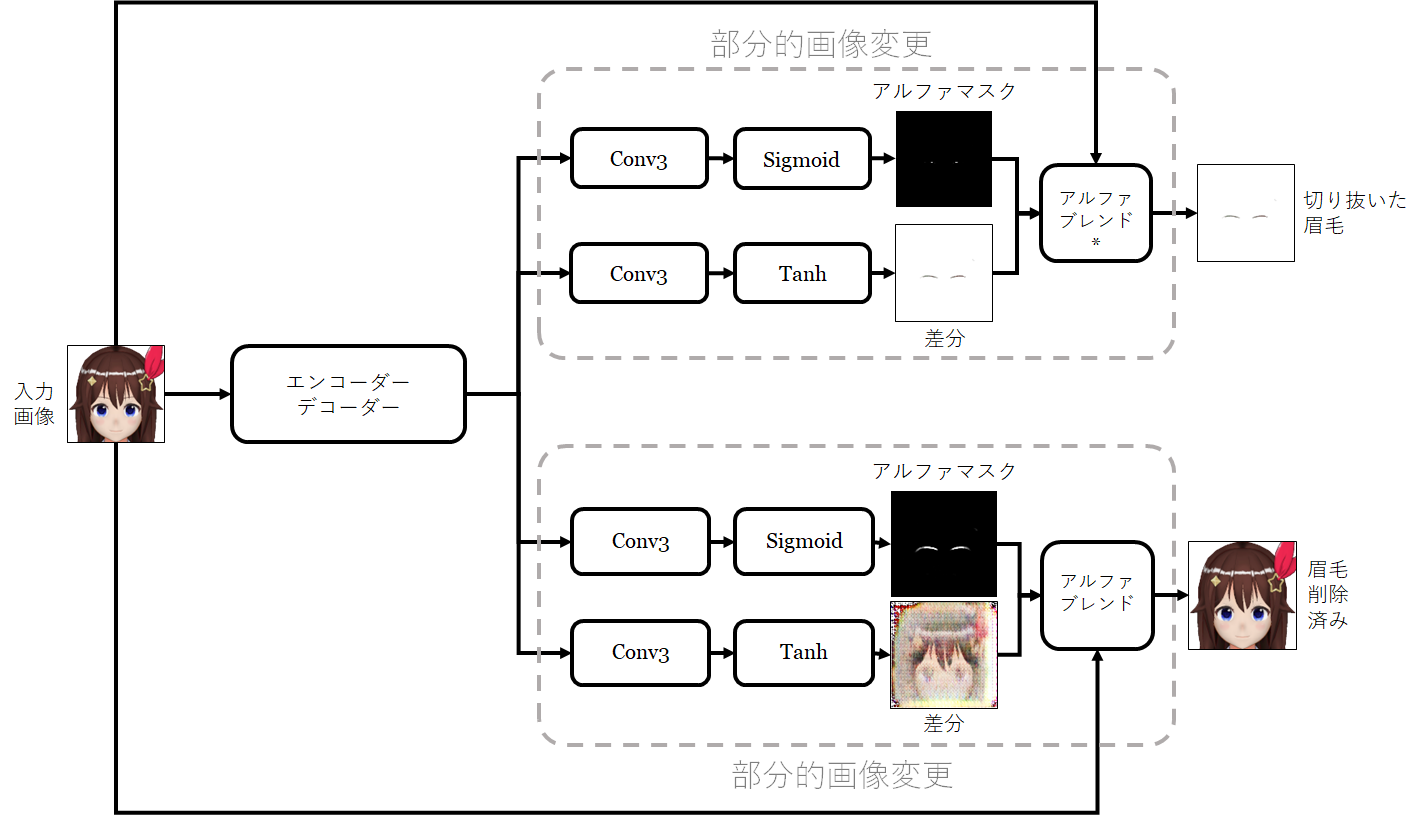 部分的画像変更
アルファマスク
Conv3
Sigmoid
アルファ
ブレンド
*
切り抜いた
眉毛
Conv3
Tanh
差分
入力
画像
エンコーダー
デコーダー
アルファマスク
Conv3
Sigmoid
アルファ
ブレンド
眉毛
削除
済み
Conv3
Tanh
差分
部分的画像変更